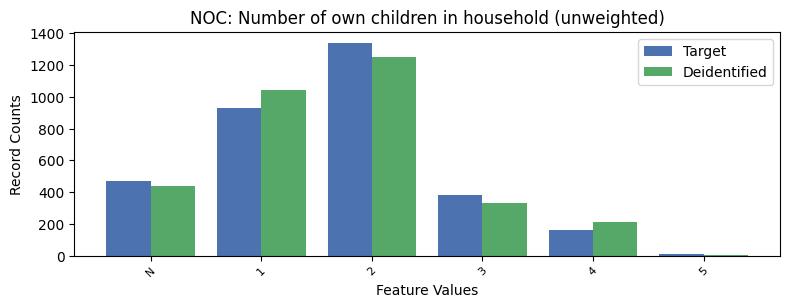 NOC: Number of own children in household (unweighted)
Target
Deidentified
Record Counts
1400
1200
1000
800
600
400
200
0
N 1 2 3 4 5
Feature Values